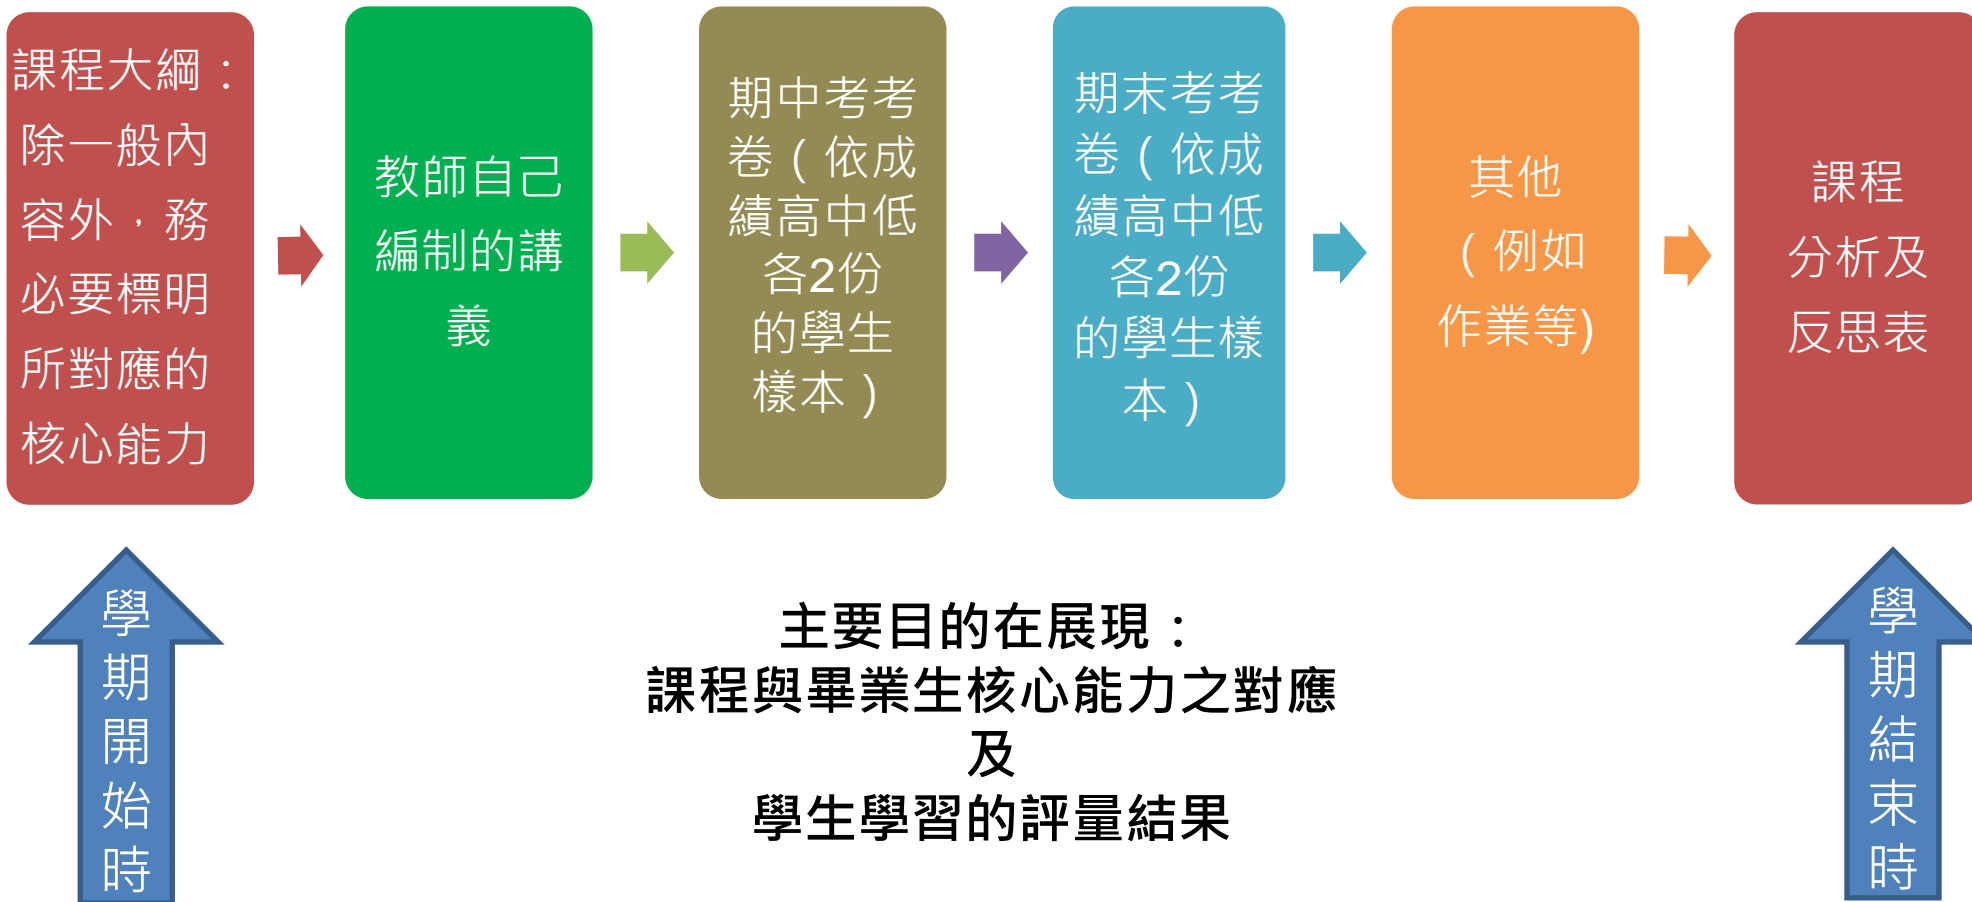 課程大綱：
除一般內
容外，務
必要標明
所對應的
核心能力
教師自己
編制的講
義
期中考考
卷（依成
績高中低
各2份
的學生
樣本）
期末考考
卷（依成
績高中低
各2份
的學生樣
本）
其他
（例如
作業等)
課程
分析及
反思表
學
期
開
始
時
主要目的在展現：
課程與畢業生核心能力之對應
及
學生學習的評量結果
學
期
結
束
時